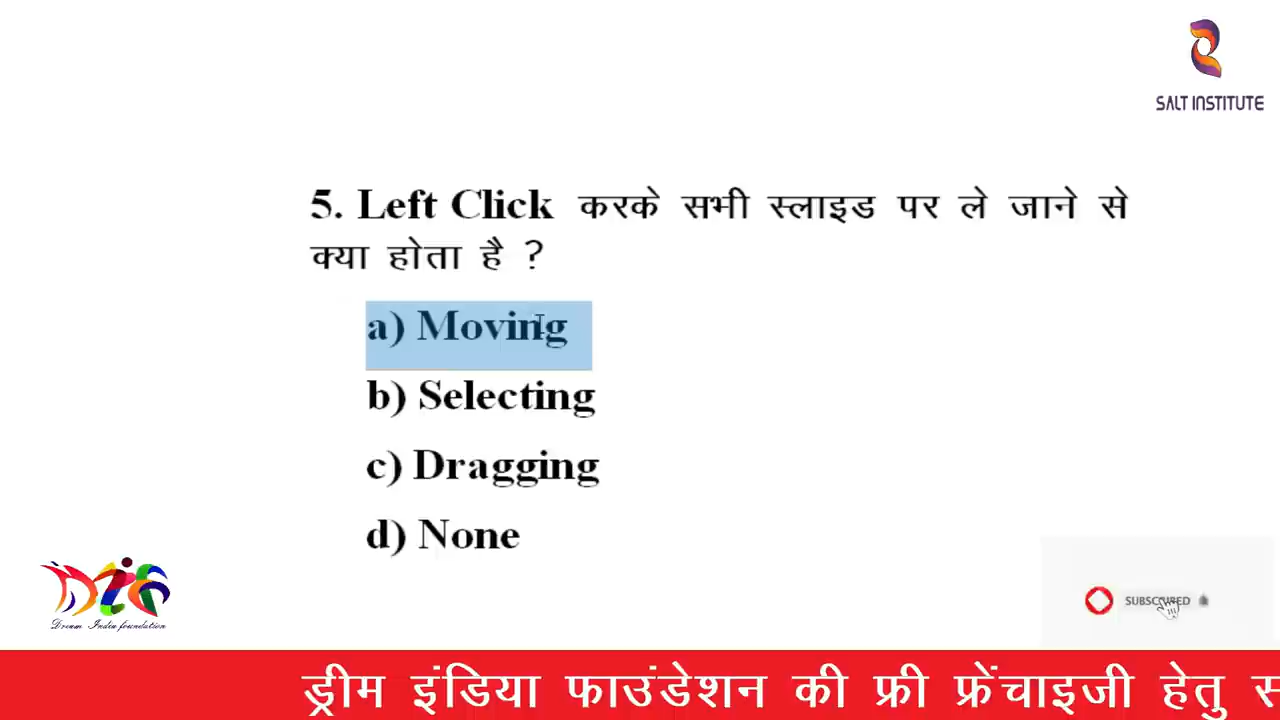 SALT INSTITUTE
5. Left Click करके सभी स्लाइड पर ले जाने से
क्या होता है ?
a) Moving
b) Selecting
c) Dragging
d) None
Dream India foundation
SUBSCRIBED
ड्रीम इंडिया फाउंडेशन की फ्री फ्रेंचाइजी हेतु स